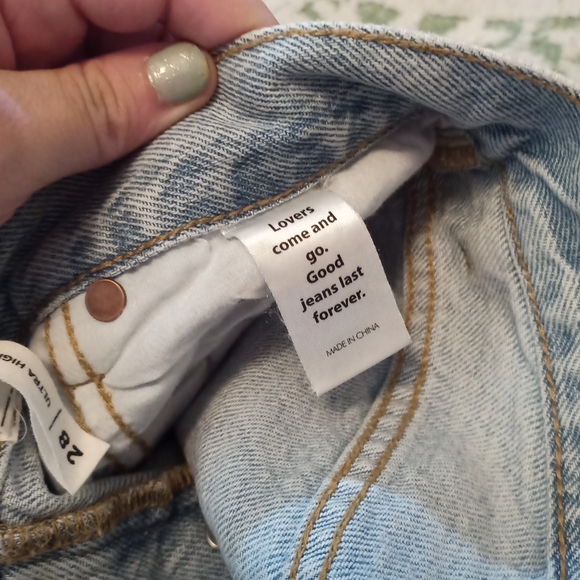 Lovers
come and
go.
Good
jeans last
forever.
MADE IN CHINA
28
ULTRA HIGH